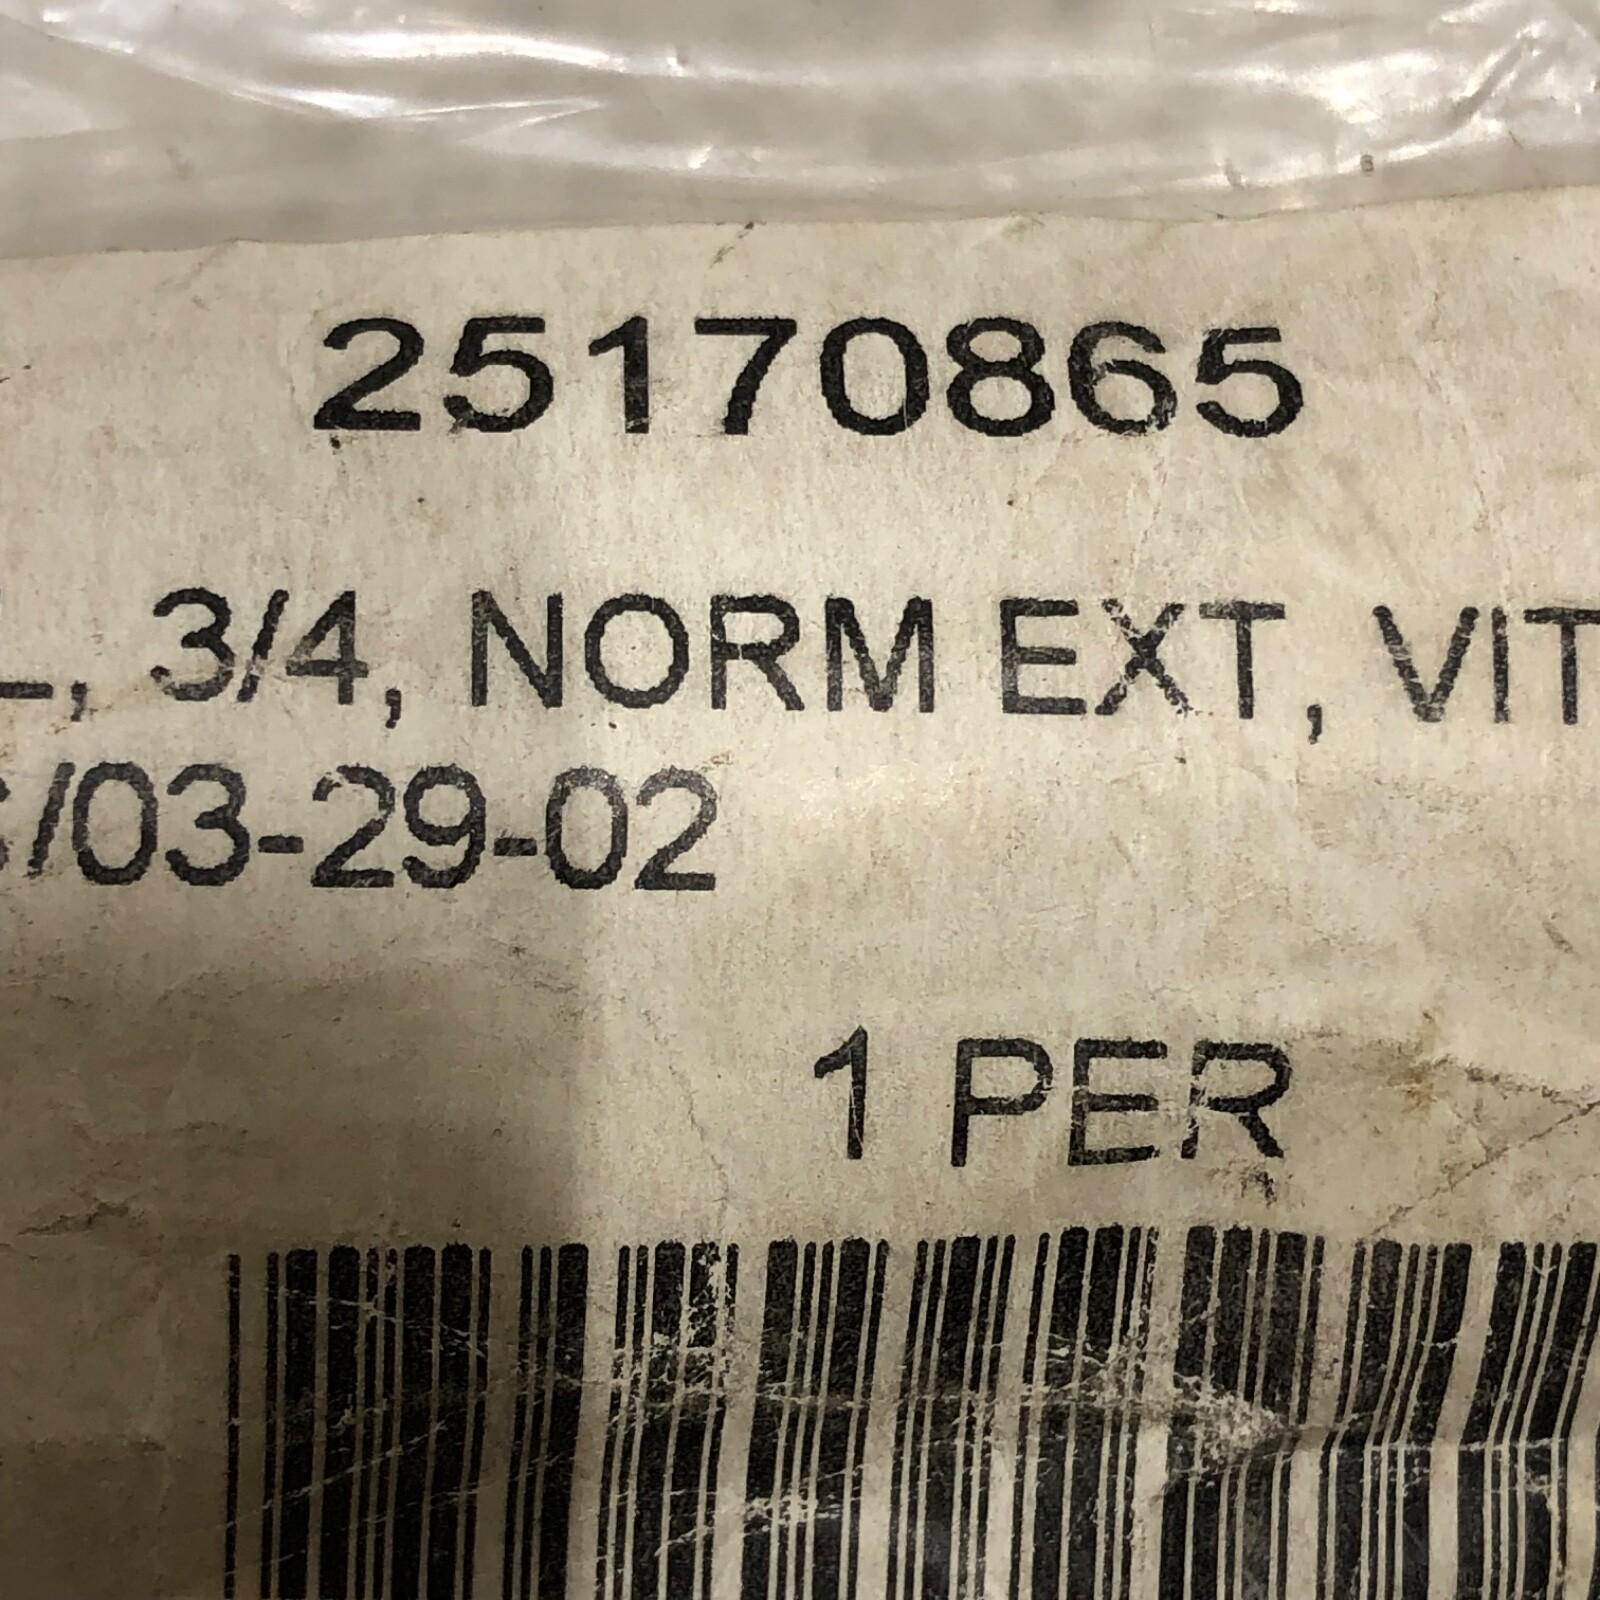 25170865
L, 3/4, NORM EXT, VIT
/03-29-02
1 PER